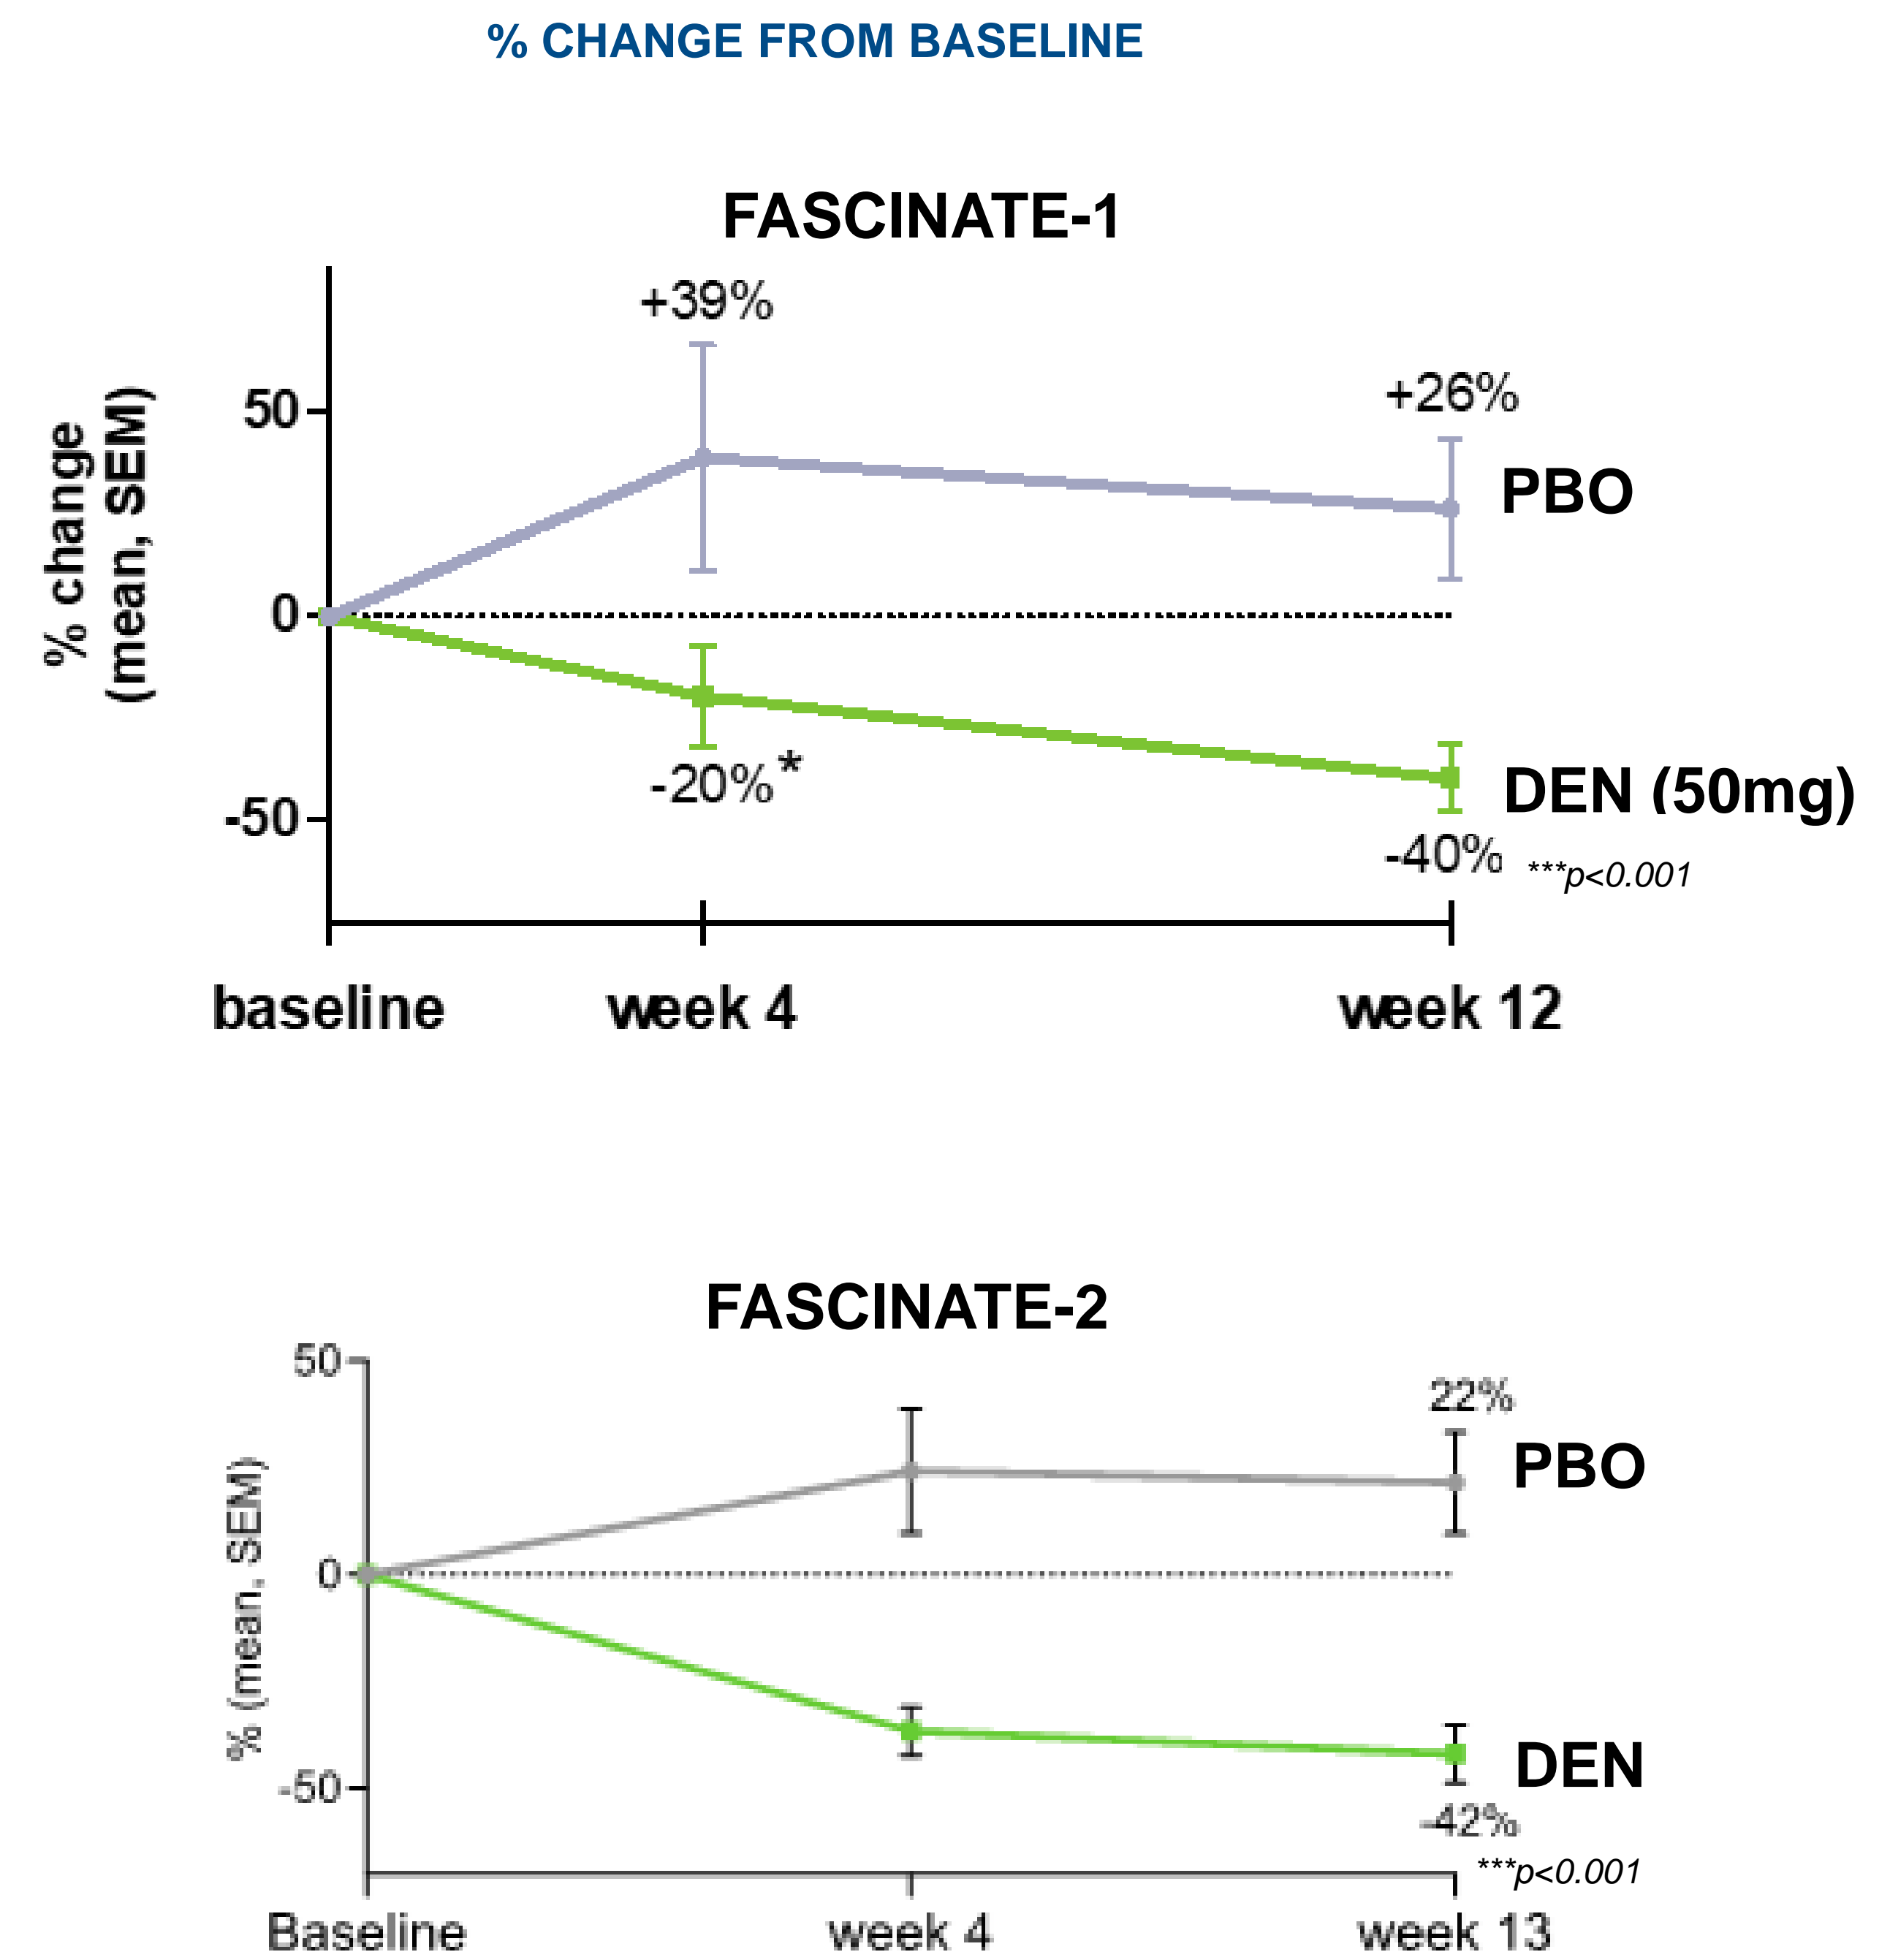 % CHANGE FROM BASELINE
FASCINATE-1
% change
(mean, SEM)
+39%
+26%
50
PBO
0
-20%*
DEN (50mg)
-50
-40%
***p<0.001
baseline
week 4
week 12
FASCINATE-2
% (mean, SEM)
50
22%
PBO
0
DEN
-50
-42%
***p<0.001
Baseline
week 4
week 13